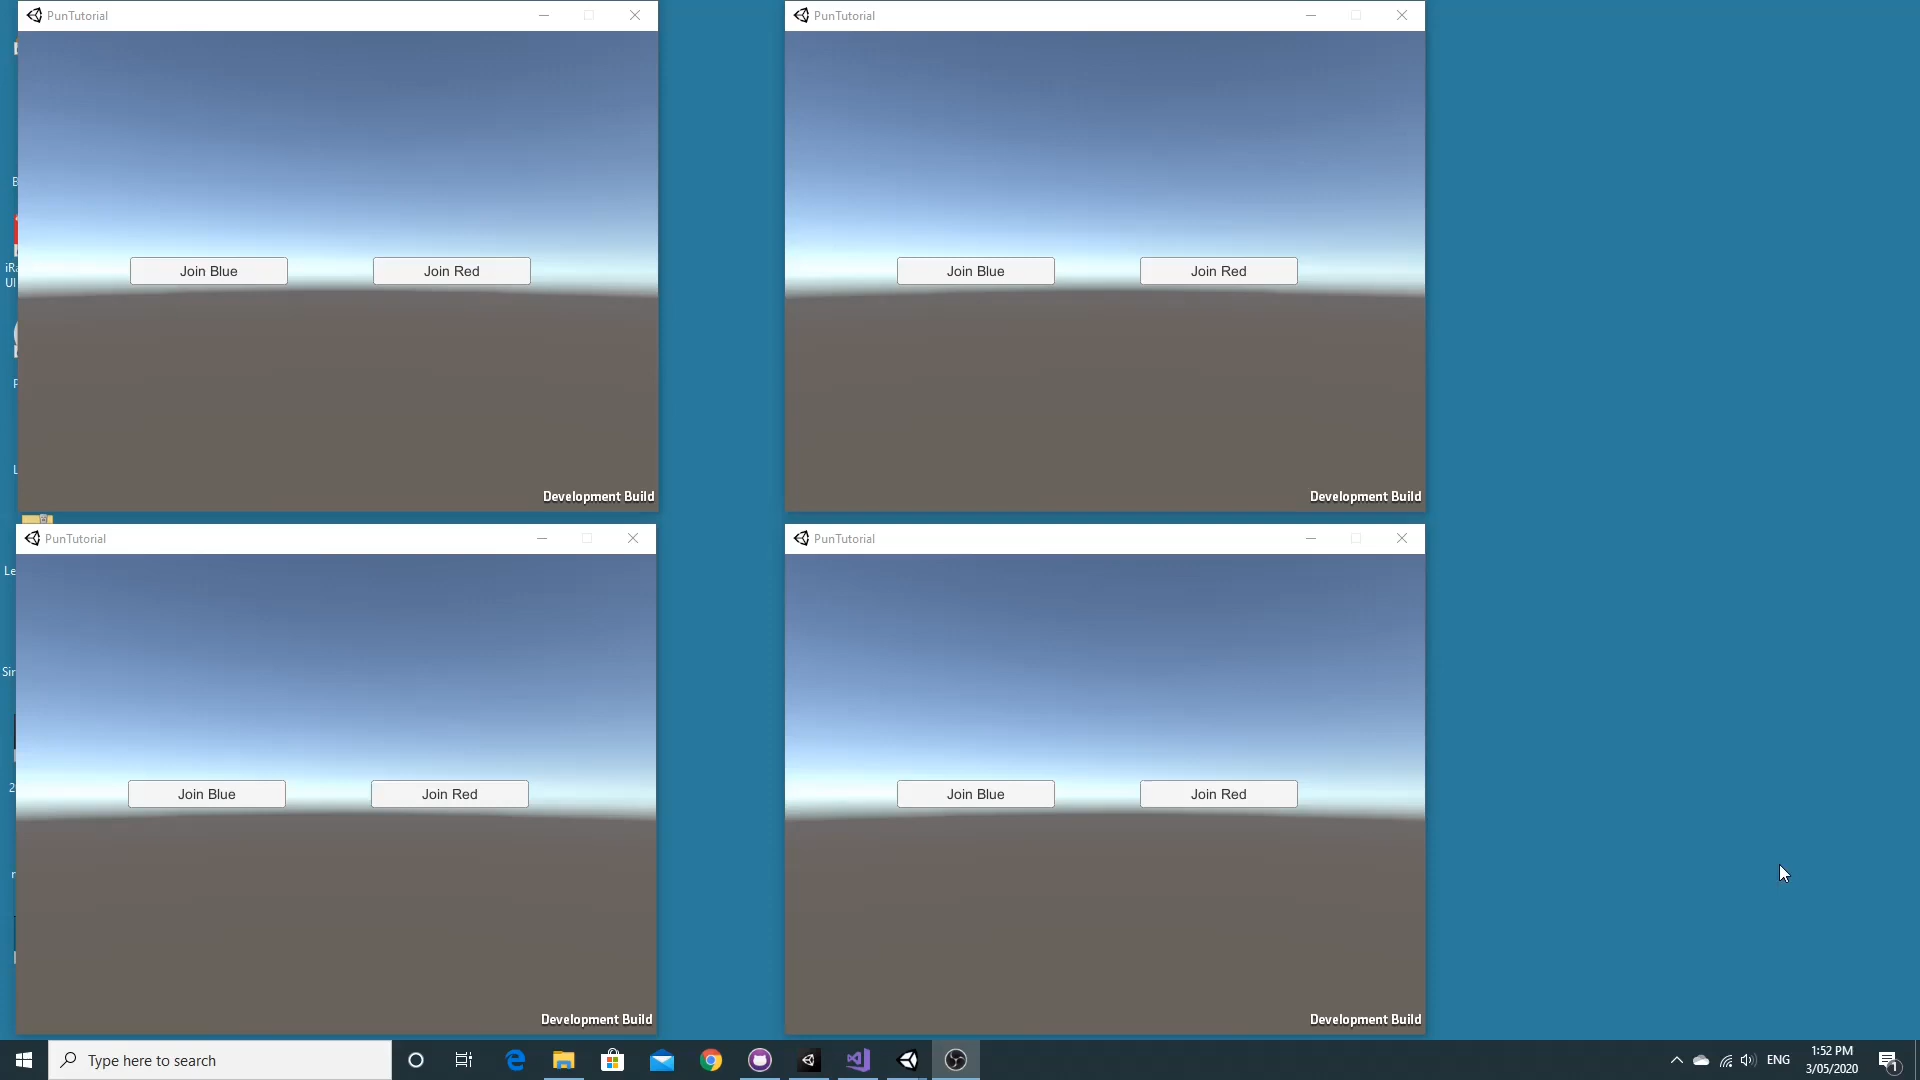 PunTutorial
PunTutorial
Join Blue
Join Red
Join Blue
Join Red
Development Build
Development Build
PunTutorial
PunTutorial
Join Blue
Join Red
Join Blue
Join Red
Development Build
Development Build
Type here to search
ENG
1:52 PM
3/05/2020
1